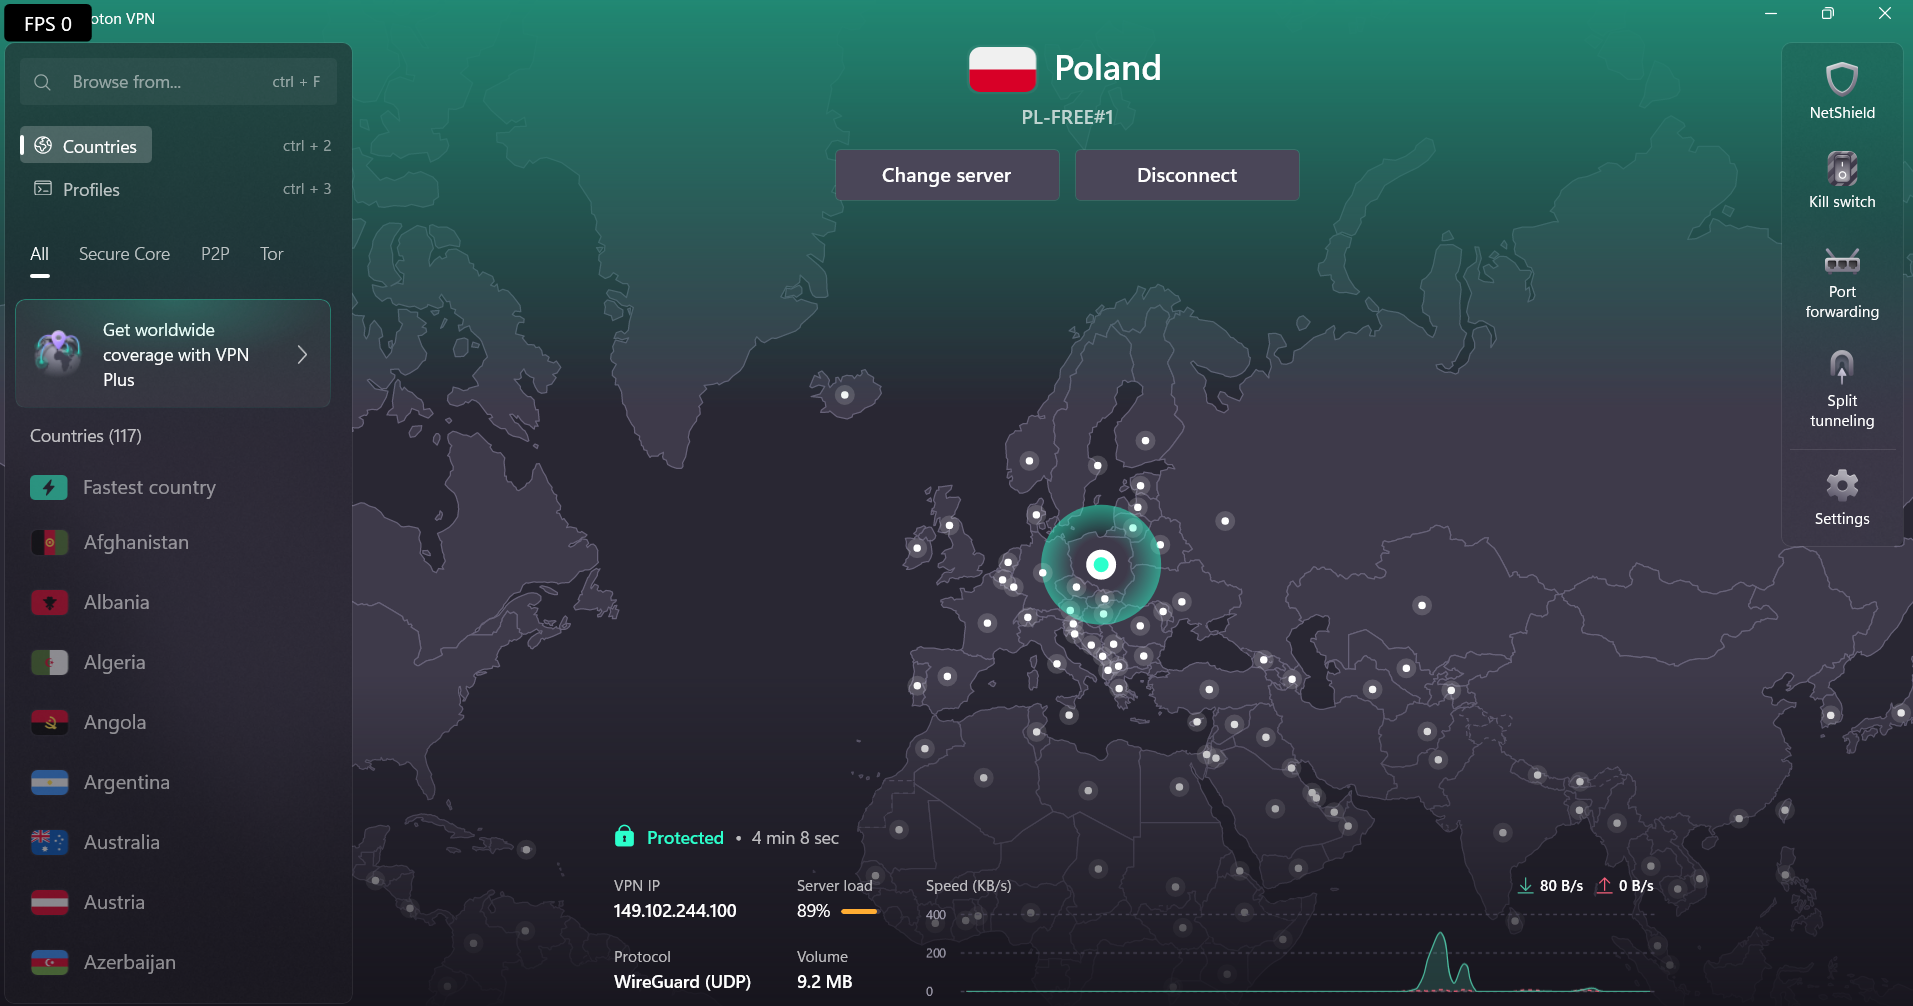 FPS 0
oton VPN
Browse from...
ctrl + F
Countries
ctrl + 2
Profiles
ctrl + 3
All
Secure Core
P2P
Tor
Get worldwide
coverage with VPN
Plus
Countries (117)
Fastest country
Afghanistan
Albania
Algeria
Angola
Argentina
Australia
Austria
Azerbaijan
Poland
PL-FREE#1
Change server
Disconnect
Protected • 4 min 8 sec
VPN IP
149.102.244.100
Server load
89%
Protocol
WireGuard (UDP)
Volume
9.2 MB
Speed (KB/s)
80 B/s
0 B/s
400
200
0
NetShield
Kill switch
Port
forwarding
Split
tunneling
Settings